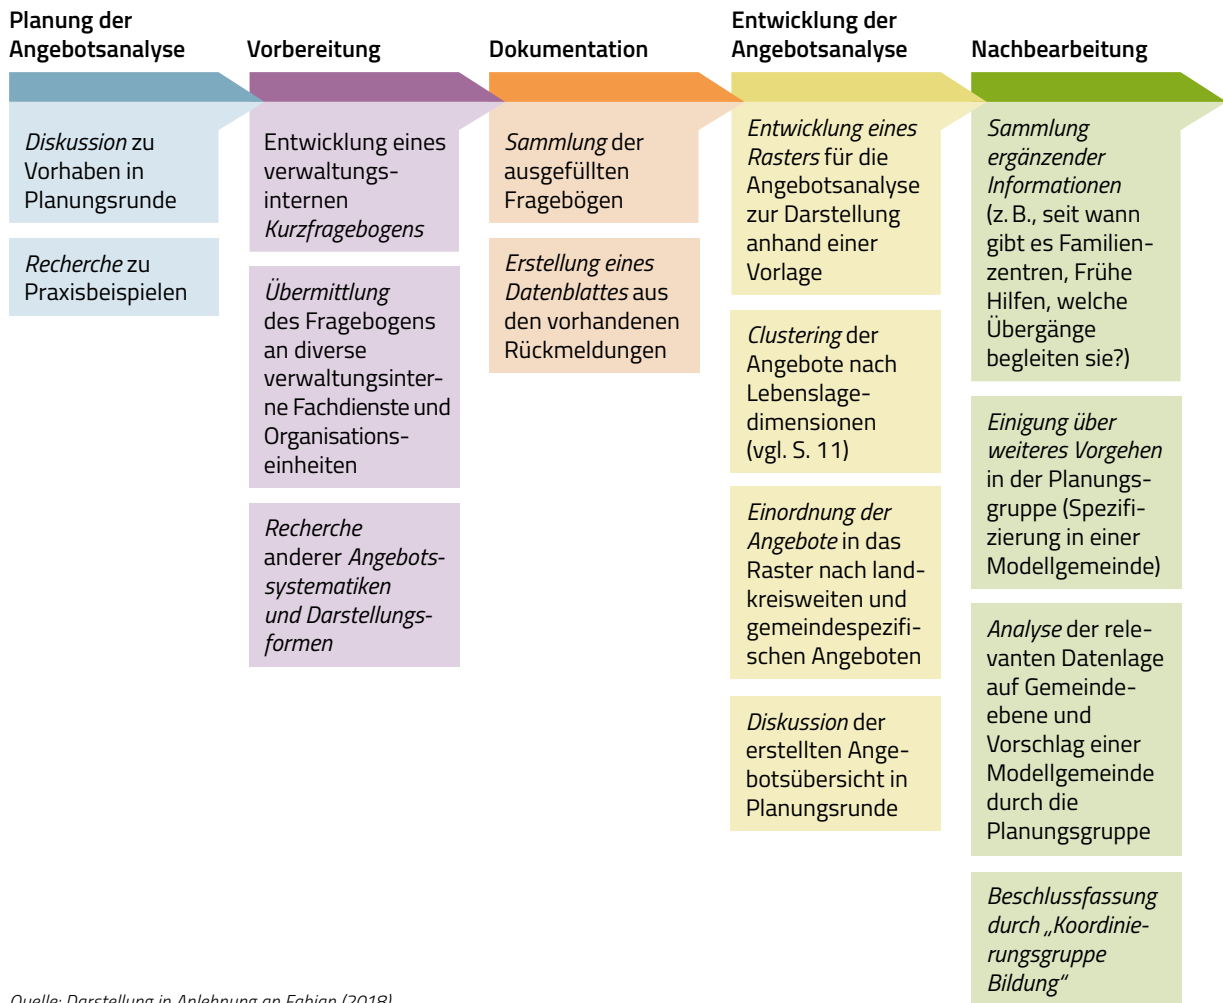 Planung der
Angebotsanalyse
Diskussion zu
Vorhaben in
Planungsrunde
Recherche zu
Praxisbeispielen
Vorbereitung
Entwicklung eines
verwaltungs-
internen
Kurzfragebogens
Übermittlung
des Fragebogens
an diverse
verwaltungsinter-
ne Fachdienste und
Organisations-
einheiten
Recherche
anderer Angebots-
systematiken
und Darstellungs-
formen
Dokumentation
Sammlung der
ausgefüllten
Fragebögen
Erstellung eines
Datenblattes aus
den vorhandenen
Rückmeldungen
Entwicklung der
Angebotsanalyse
Entwicklung eines
Rasters für die
Angebotsanalyse
zur Darstellung
anhand einer
Vorlage
Clustering der
Angebote nach
Lebenslage-
dimensionen
(vgl. S. 11)
Einordnung der
Angebote in das
Raster nach land-
kreisweiten und
gemeindespezifi-
schen Angeboten
Diskussion der
erstellten Ange-
botsübersicht in
Planungsrunde
Nachbearbeitung
Sammlung
ergänzender
Informationen
(z. B., seit wann
gibt es Familien-
zentren, Frühe
Hilfen, welche
Übergänge
begleiten sie?)
Einigung über
weiteres Vorgehen
in der Planungs-
gruppe (Spezifi-
zierung in einer
Modellgemeinde)
Analyse der rele-
vanten Datenlage
auf Gemeinde-
ebene und
Vorschlag einer
Modellgemeinde
durch die
Planungsgruppe
Beschlussfassung
durch „Koordinie-
rungsgruppe
Bildung“
Quelle: Darstellung in Anlehnung an Fabian (2018)